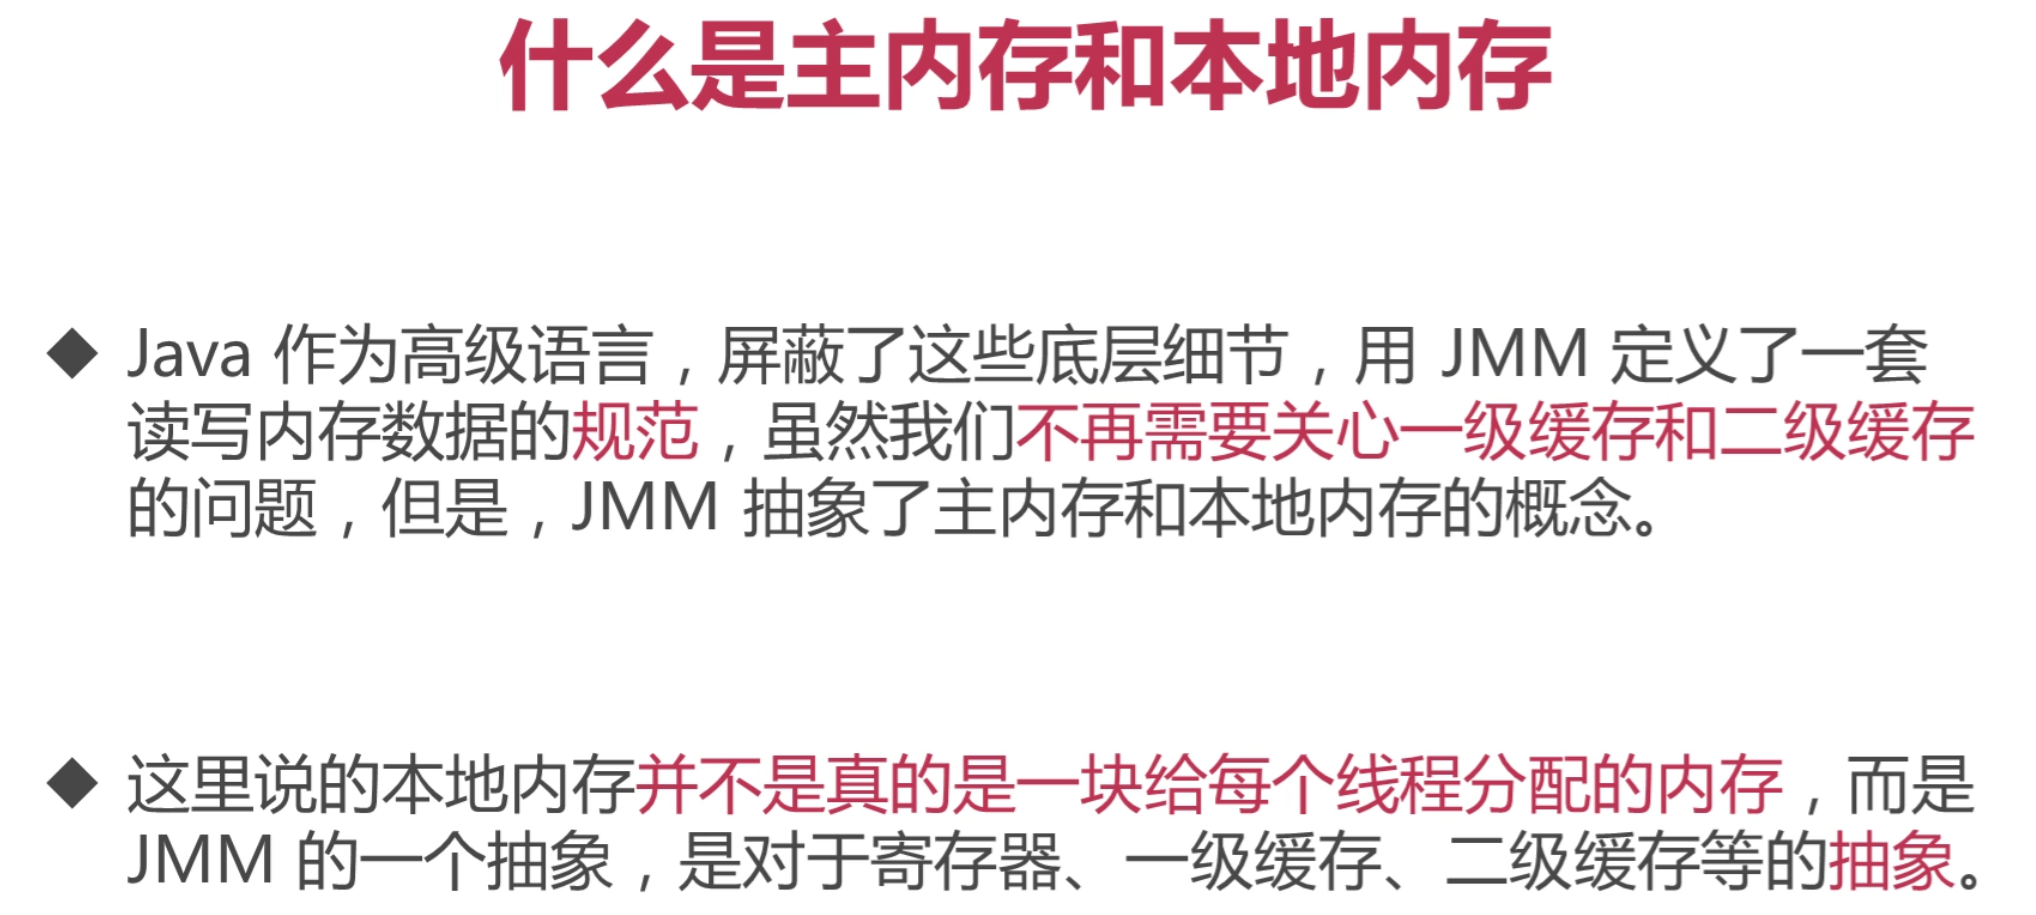 什么是主内存和本地内存
◆ Java 作为高级语言，屏蔽了这些底层细节，用 JMM 定义了一套
读写内存数据的规范，虽然我们不再需要关心一级缓存和二级缓存
的问题，但是，JMM 抽象了主内存和本地内存的概念。
◆ 这里说的本地内存并不是真的是一块给每个线程分配的内存，而是
JMM 的一个抽象，是对于寄存器、一级缓存、二级缓存等的抽象。